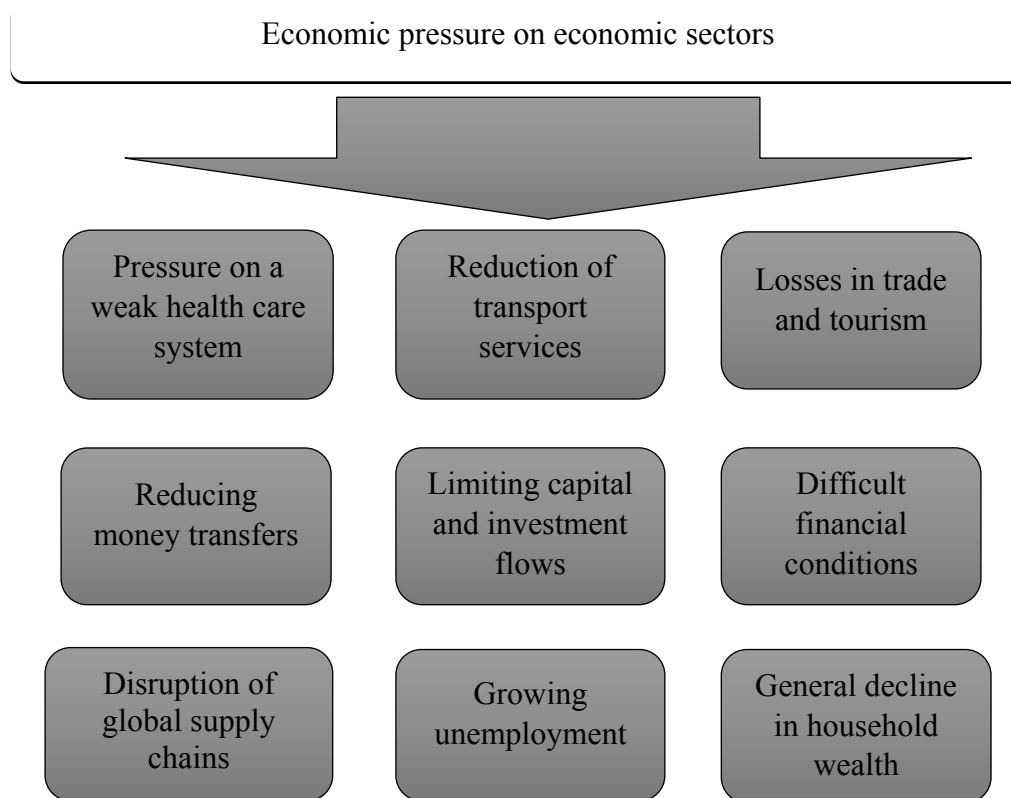 Economic pressure on economic sectors
Pressure on a
weak health care
system
Reduction of
transport
services
Losses in trade
and tourism
Reducing
money transfers
Limiting capital
and investment
flows
Difficult
financial
conditions
Disruption of
global supply
chains
Growing
unemployment
General decline
in household
wealth